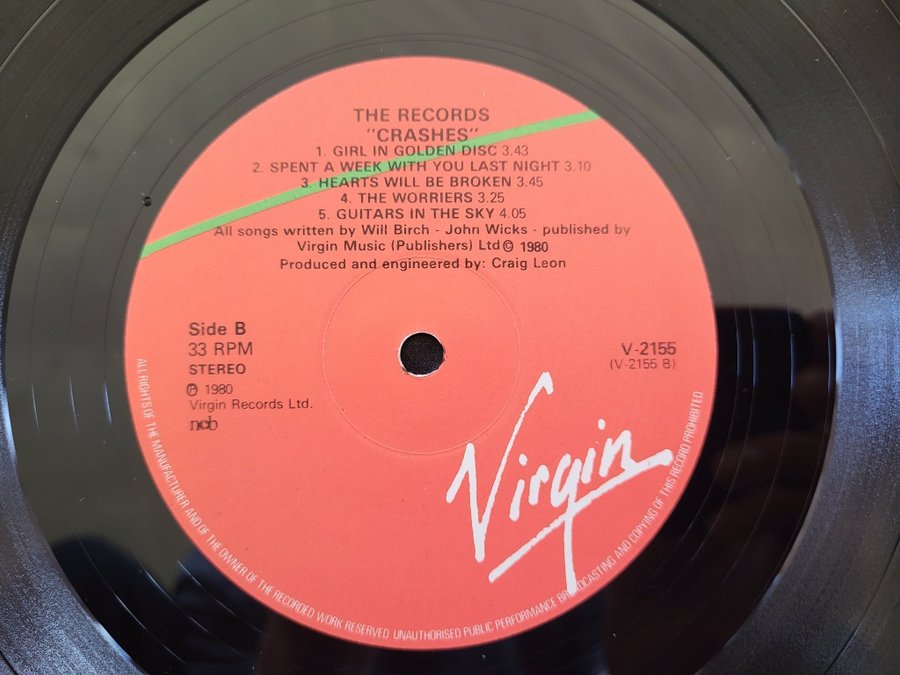 THE RECORDS
"CRASHES"
1. GIRL IN GOLDEN DISC 3.43
2. SPENT A WEEK WITH YOU LAST NIGHT 3.10
3. HEARTS WILL BE BROKEN 3.45
4. THE WORRIERS 3.25
5. GUITARS IN THE SKY 4.05
All songs written by Will Birch - John Wicks - published by
Virgin Music (Publishers) Ltd © 1980
Produced and engineered by: Craig Leon
Side B
33 RPM
STEREO
℗ 1980
Virgin Records Ltd.
ncb
V-2155
(V-2155 B)
Virgin
ALL RIGHTS OF THE MANUFACTURER AND OF THE OWNER OF THE RECORDED WORK RESERVED UNAUTHORISED PUBLIC PERFORMANCE BROADCASTING AND COPYING OF THIS RECORD PROHIBITED